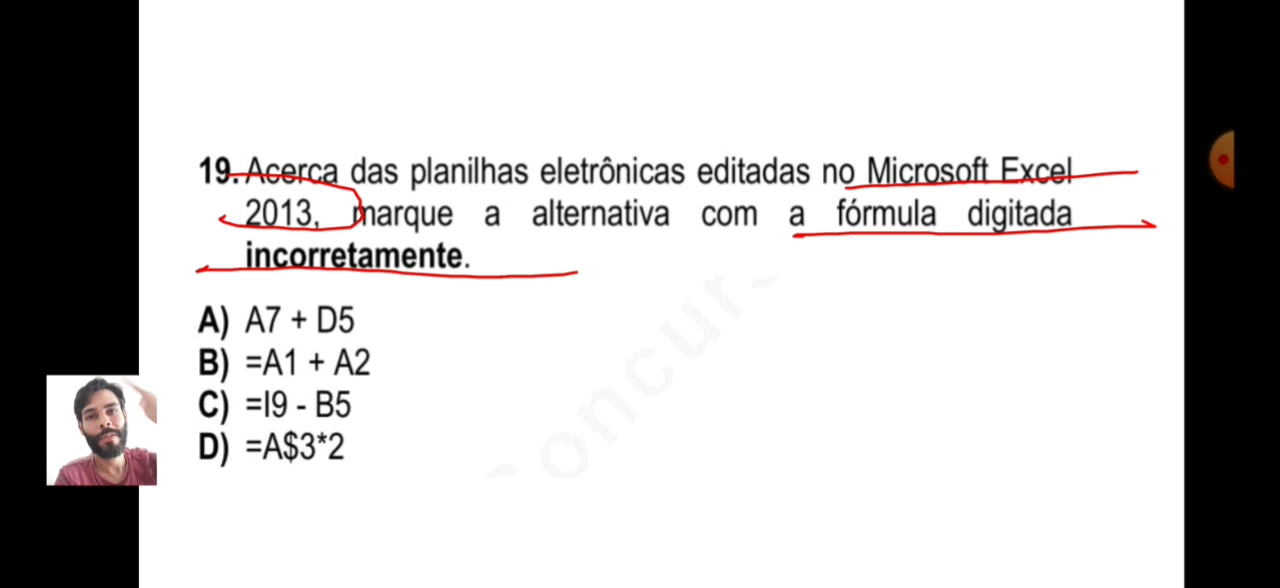 19. Acerca das planilhas eletrônicas editadas no Microsoft Excel
2013, marque a alternativa com a fórmula digitada
incorretamente.
A) A7 + D5
B) =A1 + A2
C) =I9 - B5
D) =A$3*2